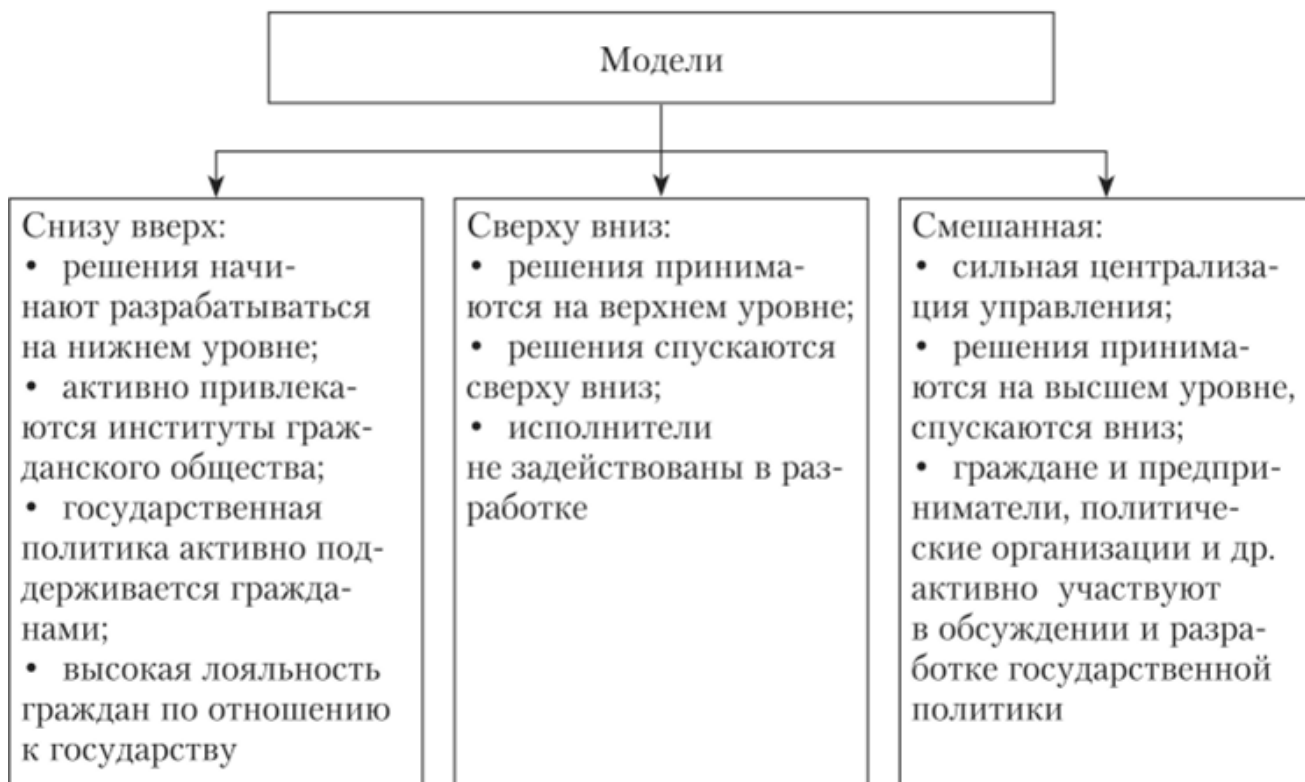 Модели
Снизу вверх:
• решения начи-
нают разрабатываться
на нижнем уровне;
• активно привлека-
ются институты граж-
данского общества;
• государственная
политика активно под-
держивается гражда-
нами;
• высокая лояльность
граждан по отношению
к государству
Сверху вниз:
• решения принима-
ются на верхнем уровне;
• решения спускаются
сверху вниз;
• исполнители
не задействованы в раз-
работке
Смешанная:
• сильная централиза-
ция управления;
• решения принима-
ются на высшем уровне,
спускаются вниз;
• граждане и предпри-
ниматели, политиче-
ские организации и др.
активно участвуют
в обсуждении и разра-
ботке государственной
политики